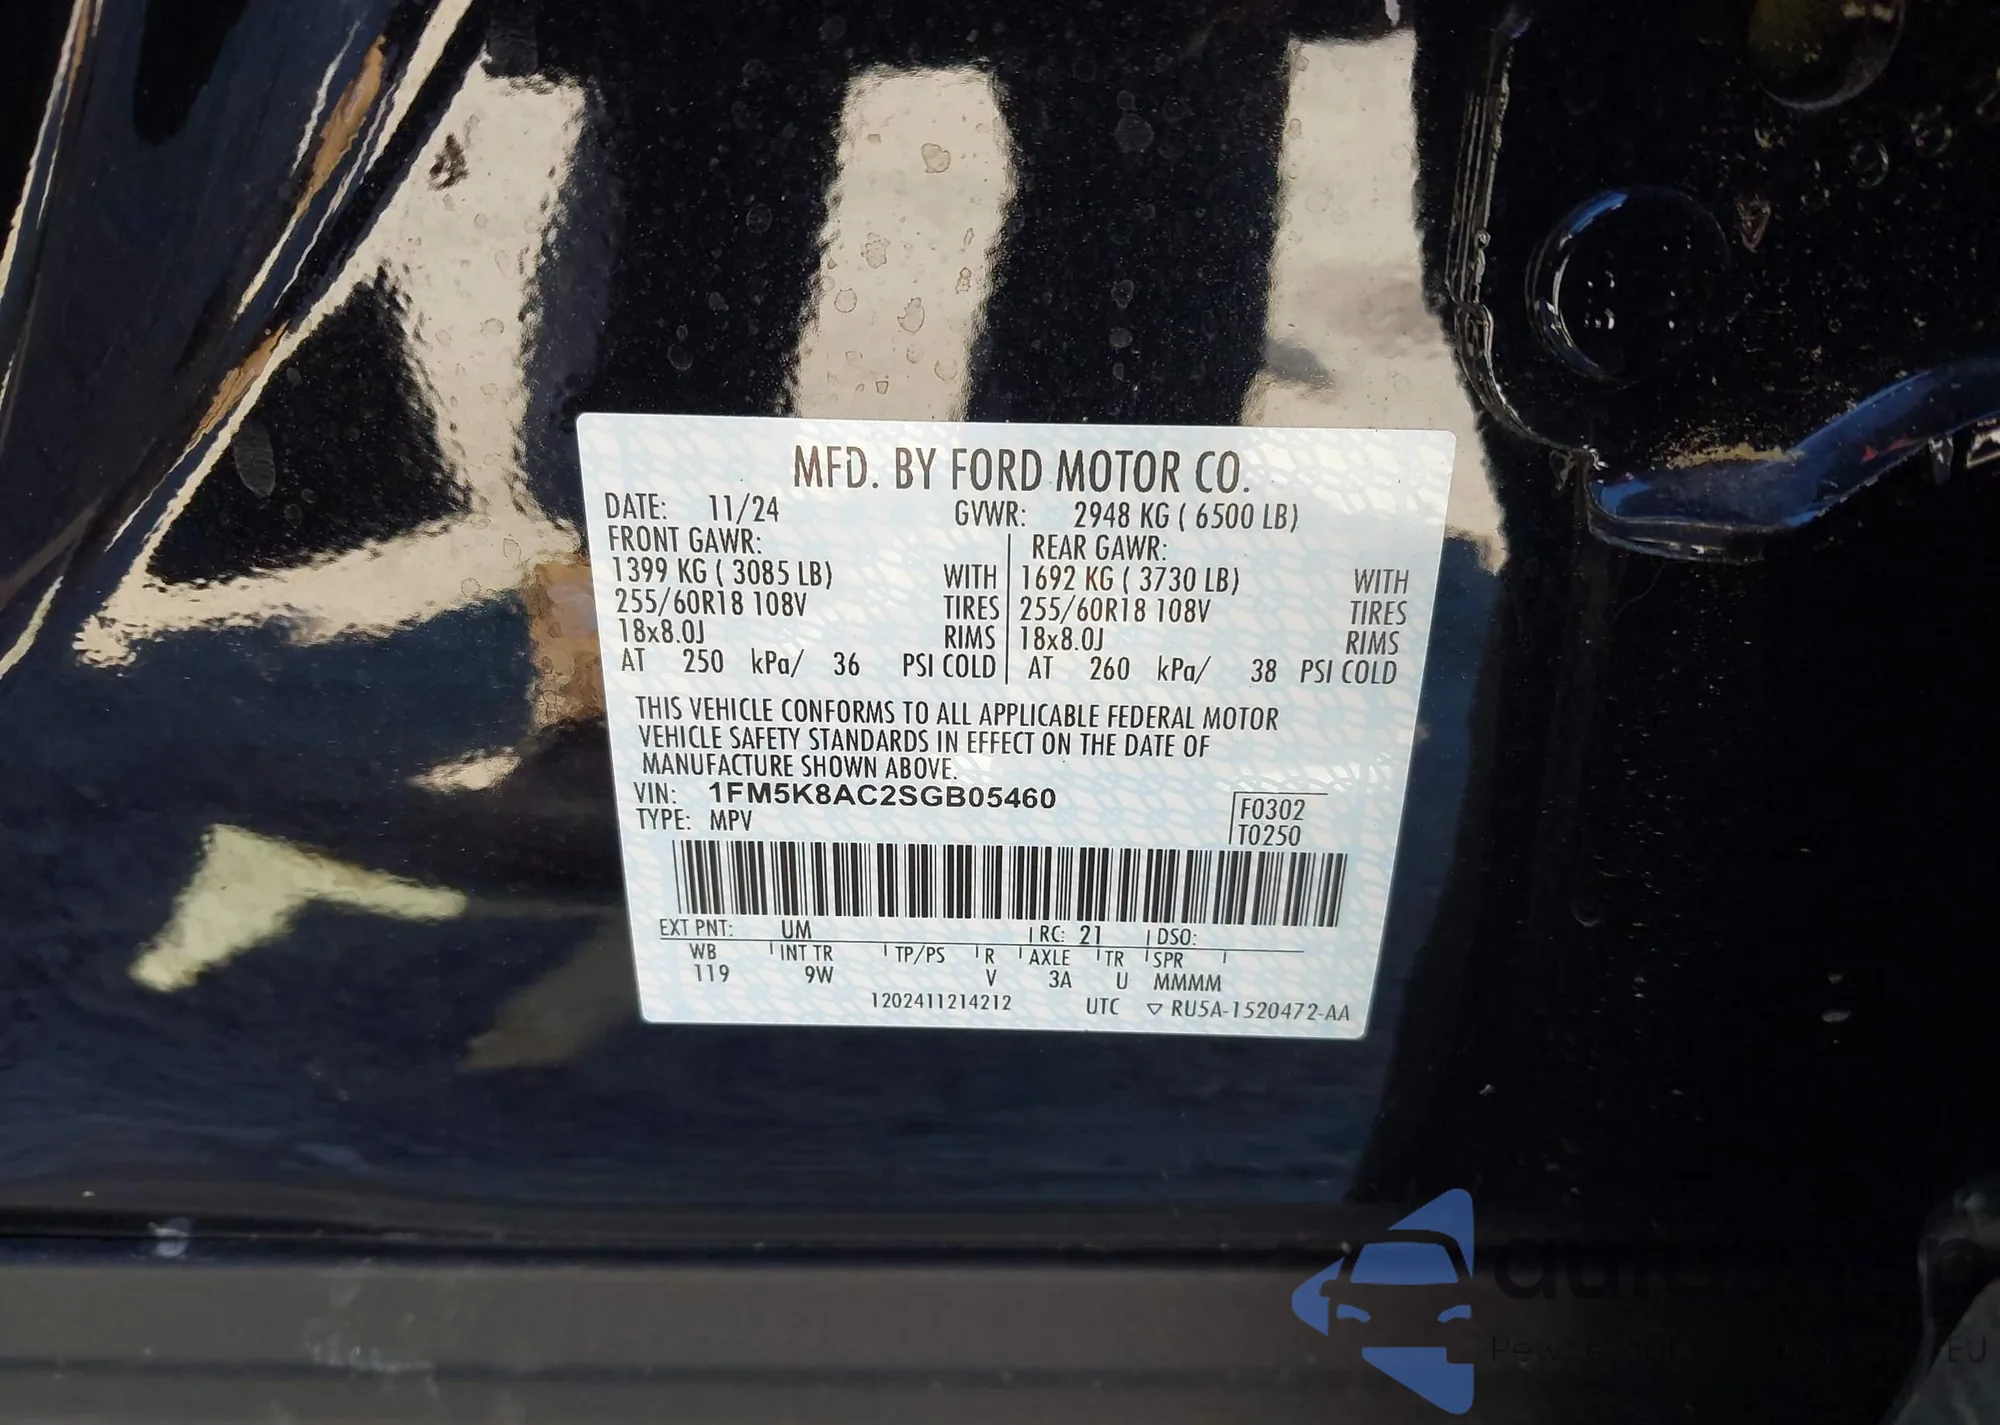 MFD. BY FORD MOTOR CO.
DATE: 11/24 GVWR: 2948 KG ( 6500 LB)
FRONT GAWR: REAR GAWR:
1399 KG ( 3085 LB) WITH 1692 KG ( 3730 LB) WITH
255/60R18 108V TIRES 255/60R18 108V TIRES
18x8.0J RIMS 18x8.0J RIMS
AT 250 kPa/ 36 PSI COLD AT 260 kPa/ 38 PSI COLD
THIS VEHICLE CONFORMS TO ALL APPLICABLE FEDERAL MOTOR
VEHICLE SAFETY STANDARDS IN EFFECT ON THE DATE OF
MANUFACTURE SHOWN ABOVE.
VIN: 1FM5K8AC2SGB05460 F0302
TYPE: MPV T0250
EXT PNT: UM RC: 21 DSO:
WB INT TR TP/PS R AXLE TR SPR
119 9W V 3A U MMMM
1202411214212 UTC ▽ RU5A-1520472-AA
EU